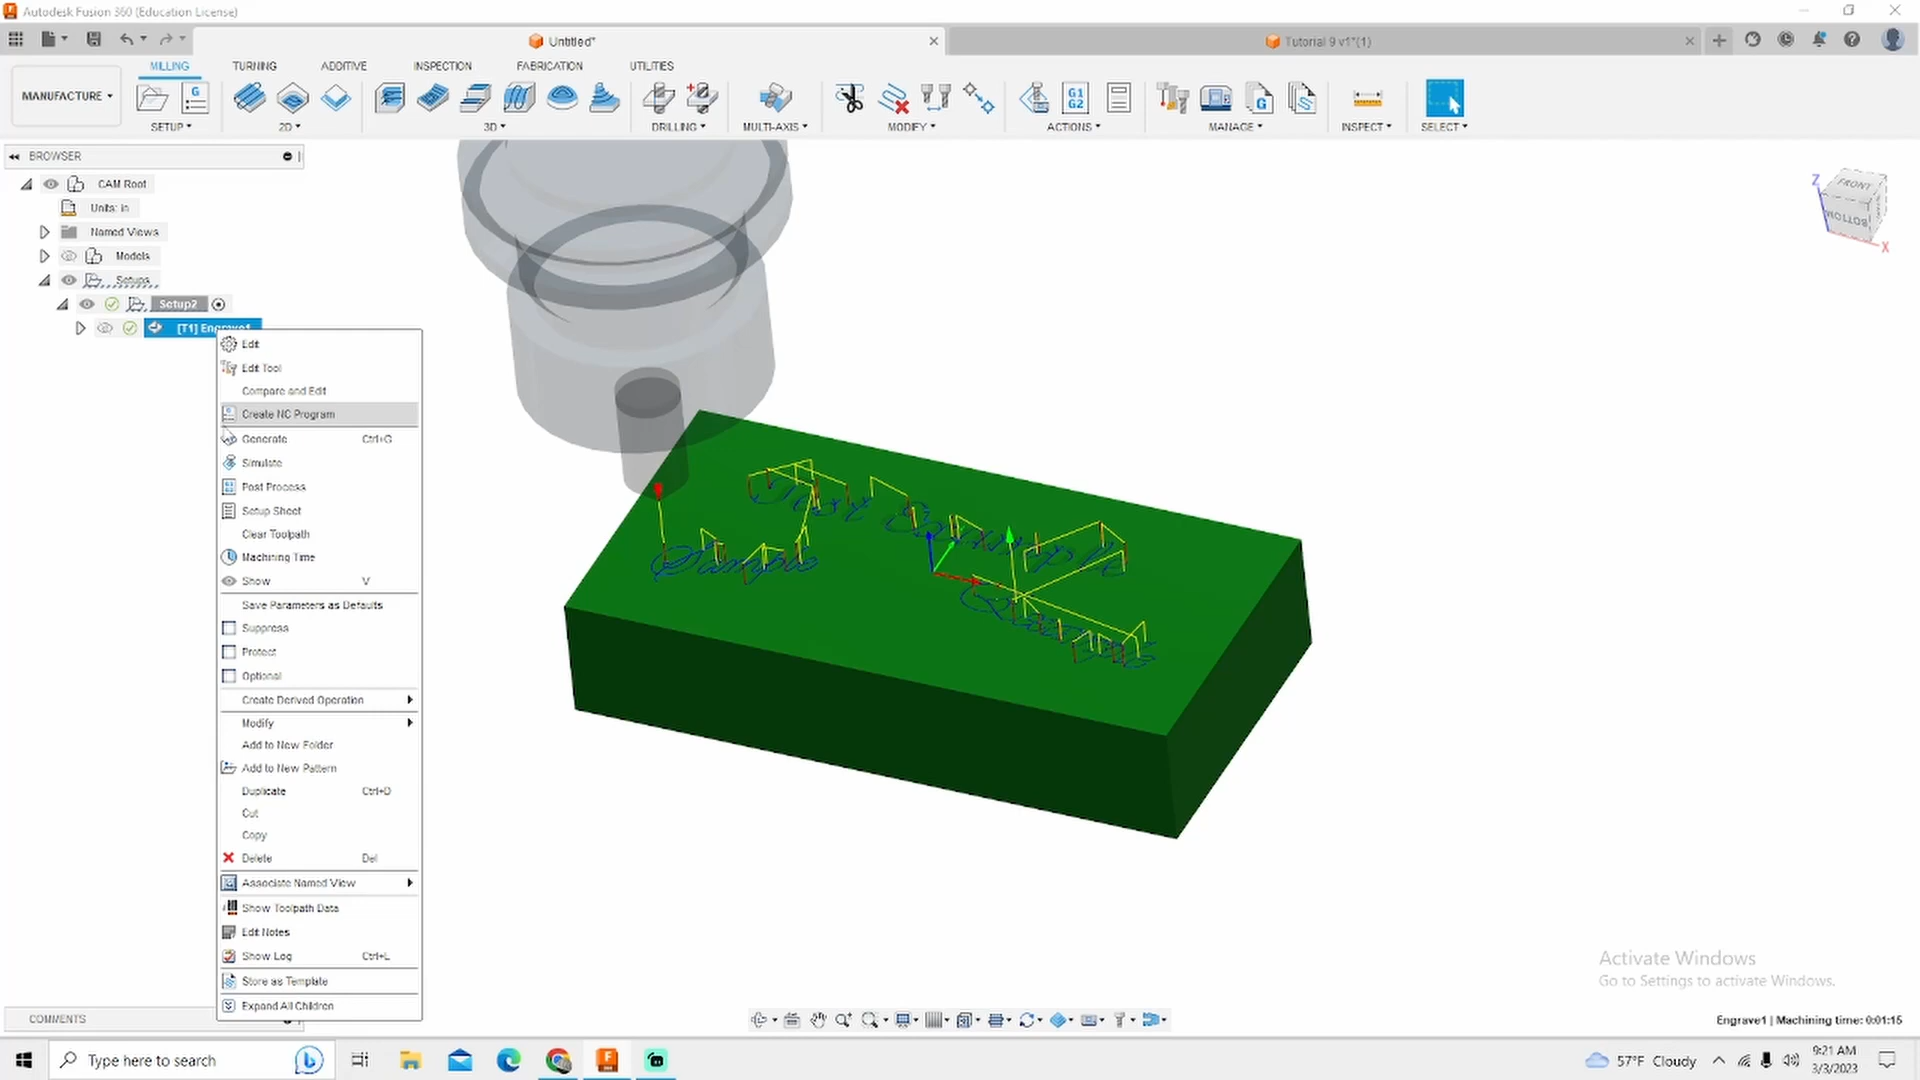 Autodesk Fusion 360 (Education License)
Untitled*
Tutorial 9 v1*(1)
MILLING
TURNING
ADDITIVE
INSPECTION
FABRICATION
UTILITIES
MANUFACTURE
SETUP
2D
3D
DRILLING
MULTI-AXIS
MODIFY
ACTIONS
MANAGE
INSPECT
SELECT
G
G1
G2
BROWSER
CAM Root
Units: in
Named Views
Models
Setups
Setup2
[T1] Engrave1
Edit
Edit Tool
Compare and Edit
Create NC Program
Generate Ctrl+G
Simulate
Post Process
Setup Sheet
Clear Toolpath
Machining Time
Show V
Save Parameters as Defaults
Suppress
Protect
Optional
Create Derived Operation
Modify
Add to New Folder
Add to New Pattern
Duplicate Ctrl+D
Cut
Copy
Delete Del
Associate Named View
Show Toolpath Data
Edit Notes
Show Log Ctrl+L
Store as Template
Expand All Children
COMMENTS
Z
FRONT
BOTTOM
X
Sample
Activate Windows
Go to Settings to activate Windows.
Engrave1 | Machining time: 0:01:15
Type here to search
57°F Cloudy
9:21 AM
3/3/2023